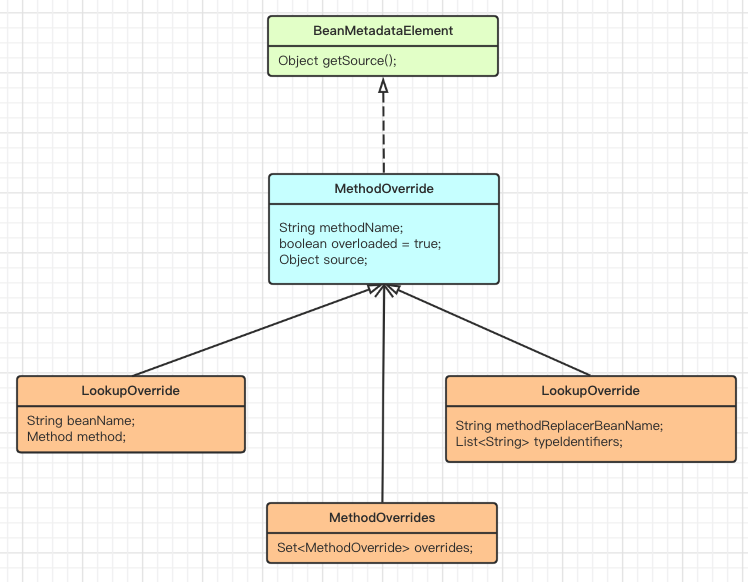 BeanMetadataElement
Object getSource();
MethodOverride
String methodName;
boolean overloaded = true;
Object source;
LookupOverride
String beanName;
Method method;
LookupOverride
String methodReplacerBeanName;
List<String> typeIdentifiers;
MethodOverrides
Set<MethodOverride> overrides;